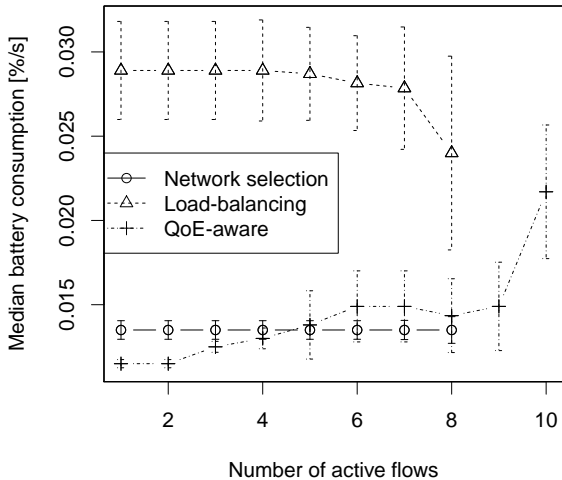 Median battery consumption [%/s]
0.030
0.025
0.020
0.015
Network selection
Load-balancing
QoE-aware
2 4 6 8 10
Number of active flows